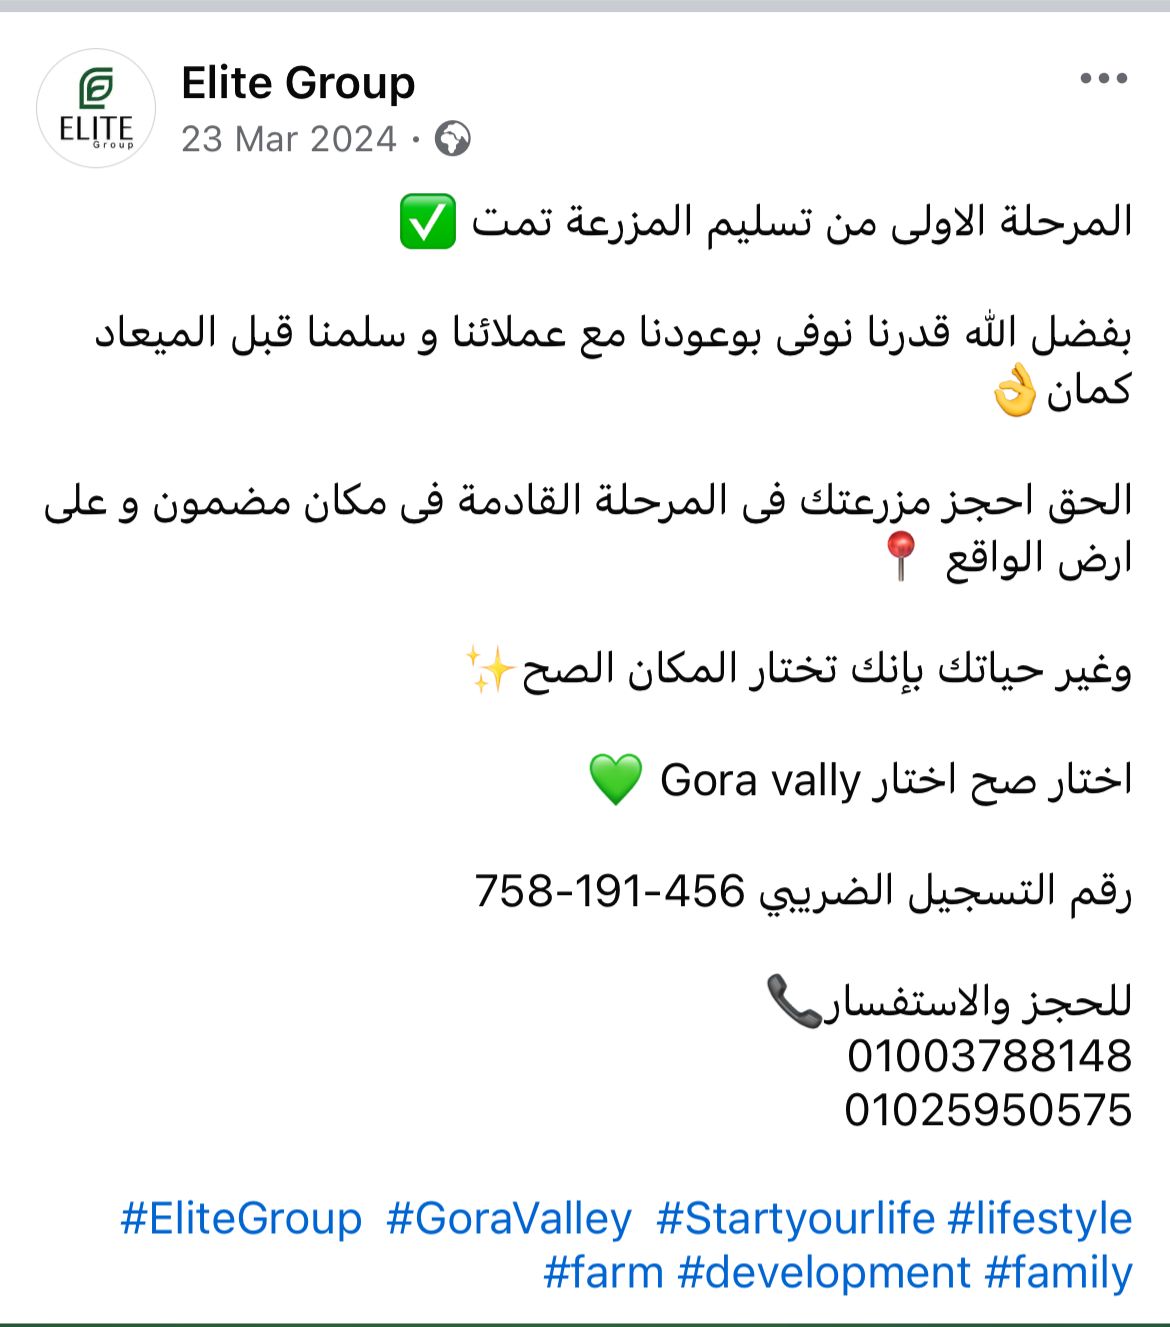 ELITE
Group
Elite Group
23 Mar 2024 ·
المرحلة الاولى من تسليم المزرعة تمت ✅
بفضل الله قدرنا نوفى بوعودنا مع عملائنا و سلمنا قبل الميعاد
كمان👌
الحق احجز مزرعتك فى المرحلة القادمة فى مكان مضمون و على
ارض الواقع 📍
وغير حياتك بإنك تختار المكان الصح✨
اختار صح اختار Gora vally 💚
رقم التسجيل الضريبي 456-191-758
للحجز والاستفسار📞
01003788148
01025950575
#EliteGroup #GoraValley #Startyourlife #lifestyle
#farm #development #family